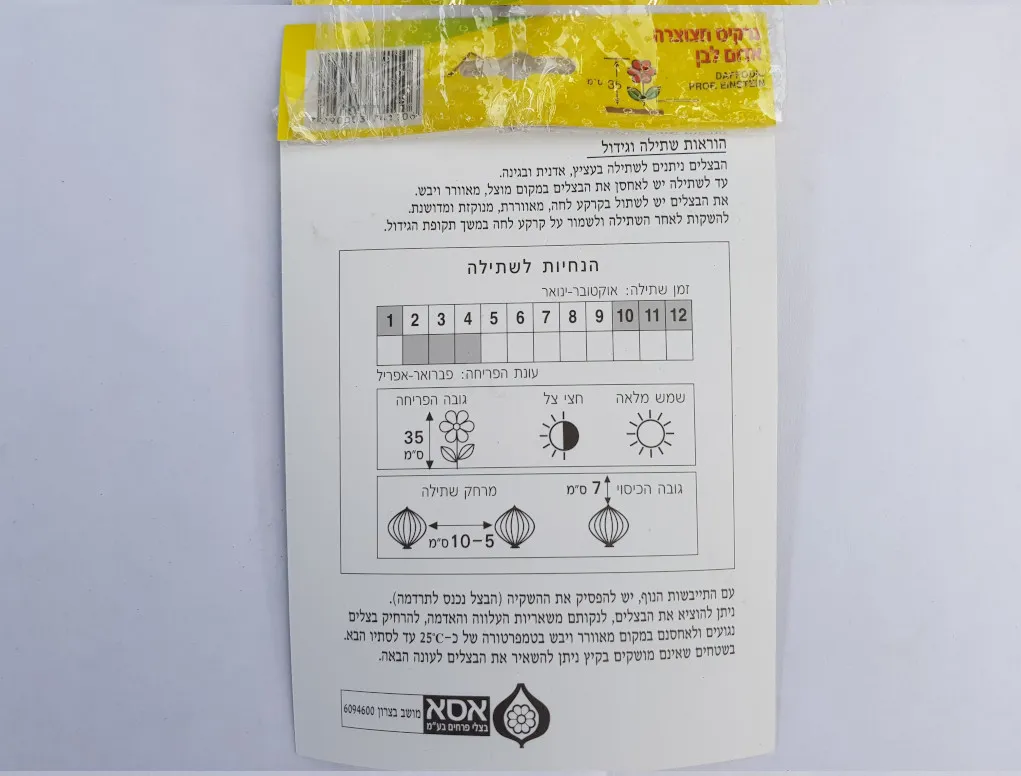 נרקיס חצוצרה
אדום לבן
DAFFODIL
PROF. EINSTEIN
35 ס״מ
הוראות שתילה וגידול
הבצלים ניתנים לשתילה בעציץ, אדנית ובגינה.
עד לשתילה יש לאחסן את הבצלים במקום מוצל, מאוורר ויבש.
את הבצלים יש לשתול בקרקע לחה, מאווררת, מנוקזת ומדושנת.
להשקות לאחר השתילה ולשמור על קרקע לחה במשך תקופת הגידול.
הנחיות לשתילה
זמן שתילה: אוקטובר-ינואר
1 2 3 4 5 6 7 8 9 10 11 12
עונת הפריחה: פברואר-אפריל
שמש מלאה
חצי צל
גובה הפריחה
35
ס״מ
גובה הכיסוי
7 ס״מ
מרחק שתילה
10-5 ס״מ
עם התייבשות הנוף, יש להפסיק את ההשקיה (הבצל נכנס לתרדמה).
ניתן להוציא את הבצלים, לנקותם משאריות העלווה והאדמה, להרחיק בצלים
נגועים ולאחסנם במקום מאוורר ויבש בטמפרטורה של כ-25°C עד לסתיו הבא.
בשטחים שאינם מושקים בקיץ ניתן להשאיר את הבצלים לעונה הבאה.
אסא
בצלי פרחים בע״מ
מושב בצרון 6094600